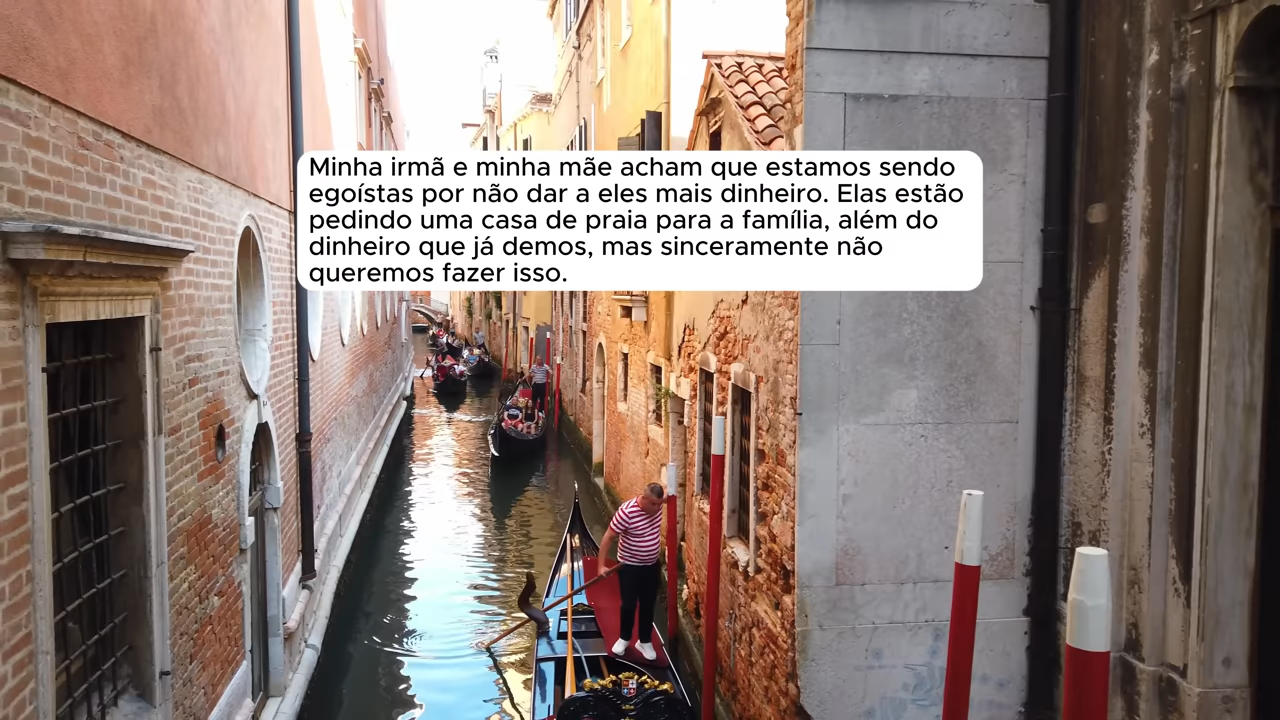 Minha irmã e minha mãe acham que estamos sendo
egoístas por não dar a eles mais dinheiro. Elas estão
pedindo uma casa de praia para a família, além do
dinheiro que já demos, mas sinceramente não
queremos fazer isso.